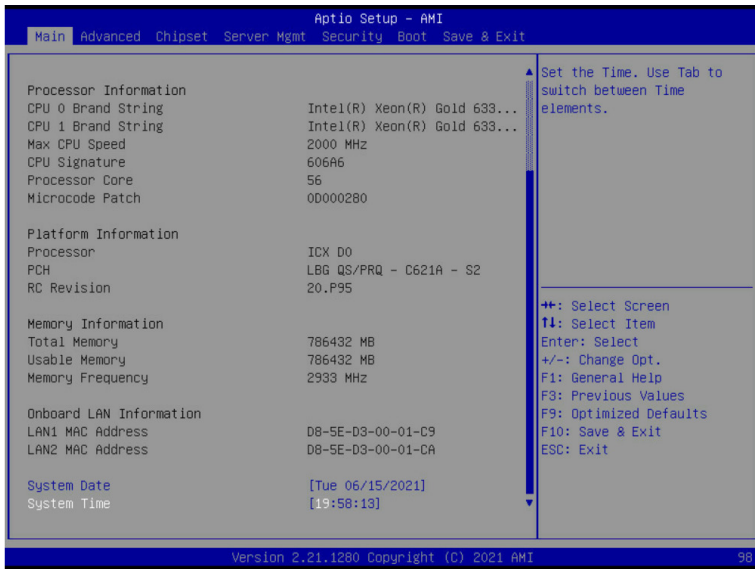 Aptio Setup - AMI
Main Advanced Chipset Server Mgmt Security Boot Save & Exit
Processor Information
CPU 0 Brand String Intel(R) Xeon(R) Gold 633...
CPU 1 Brand String Intel(R) Xeon(R) Gold 633...
Max CPU Speed 2000 MHz
CPU Signature 606A6
Processor Core 56
Microcode Patch 0D000280
Platform Information
Processor ICX D0
PCH LBG QS/PRQ - C621A - S2
RC Revision 20.P95
Memory Information
Total Memory 786432 MB
Usable Memory 786432 MB
Memory Frequency 2933 MHz
Onboard LAN Information
LAN1 MAC Address D8-5E-D3-00-01-C9
LAN2 MAC Address D8-5E-D3-00-01-CA
System Date [Tue 06/15/2021]
System Time [19:58:13]
Set the Time. Use Tab to
switch between Time
elements.
→←: Select Screen
↑↓: Select Item
Enter: Select
+/-: Change Opt.
F1: General Help
F3: Previous Values
F9: Optimized Defaults
F10: Save & Exit
ESC: Exit
Version 2.21.1280 Copyright (C) 2021 AMI
98